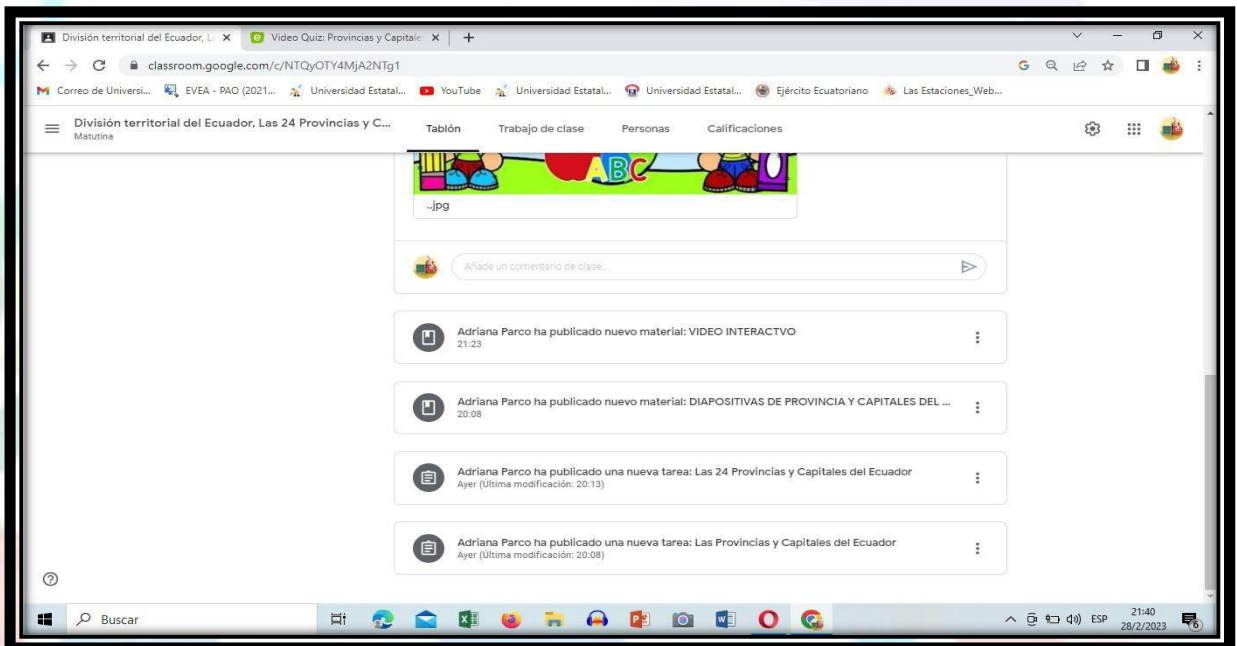 División territorial del Ecuador, L
Video Quiz: Provincias y Capitale
classroom.google.com/c/NTQyOTY4MjA2NTg1
Correo de Universi... EVEA - PAO (2021... Universidad Estatal... YouTube Universidad Estatal... Universidad Estatal... Ejército Ecuatoriano Las Estaciones_Web...
División territorial del Ecuador, Las 24 Provincias y C...
Matutina
Tablón Trabajo de clase Personas Calificaciones
ABC
..jpg
Añade un comentario de clase...
Adriana Parco ha publicado nuevo material: VIDEO INTERACTVO
21:23
Adriana Parco ha publicado nuevo material: DIAPOSITIVAS DE PROVINCIA Y CAPITALES DEL ...
20:08
Adriana Parco ha publicado una nueva tarea: Las 24 Provincias y Capitales del Ecuador
Ayer (Última modificación: 20:13)
Adriana Parco ha publicado una nueva tarea: Las Provincias y Capitales del Ecuador
Ayer (Última modificación: 20:08)
Buscar
ESP
21:40
28/2/2023
6